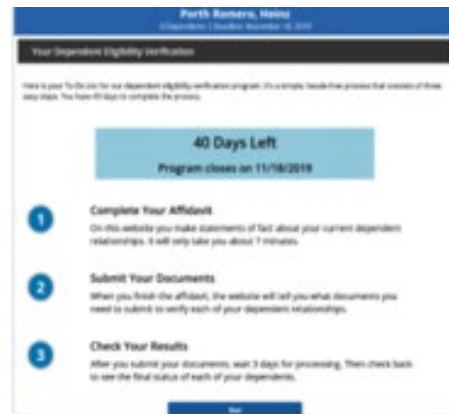 Perth Romero, Heinz
Dependents | Deadline: November 18, 2019
Your Dependent Eligibility Verification
Here is your To-Do List for our dependent eligibility verification program. It's a simple, hassle-free process that consists of three
easy steps. You have 40 days to complete the process.
40 Days Left
Program closes on 11/18/2019
1
Complete Your Affidavit
On this website you make statements of fact about your current dependent
relationships. It will only take you about 7 minutes.
2
Submit Your Documents
When you finish the affidavit, the website will tell you what documents you
need to submit to verify each of your dependent relationships.
3
Check Your Results
After you submit your documents, wait 3 days for processing. Then check back
to see the final status of each of your dependents.